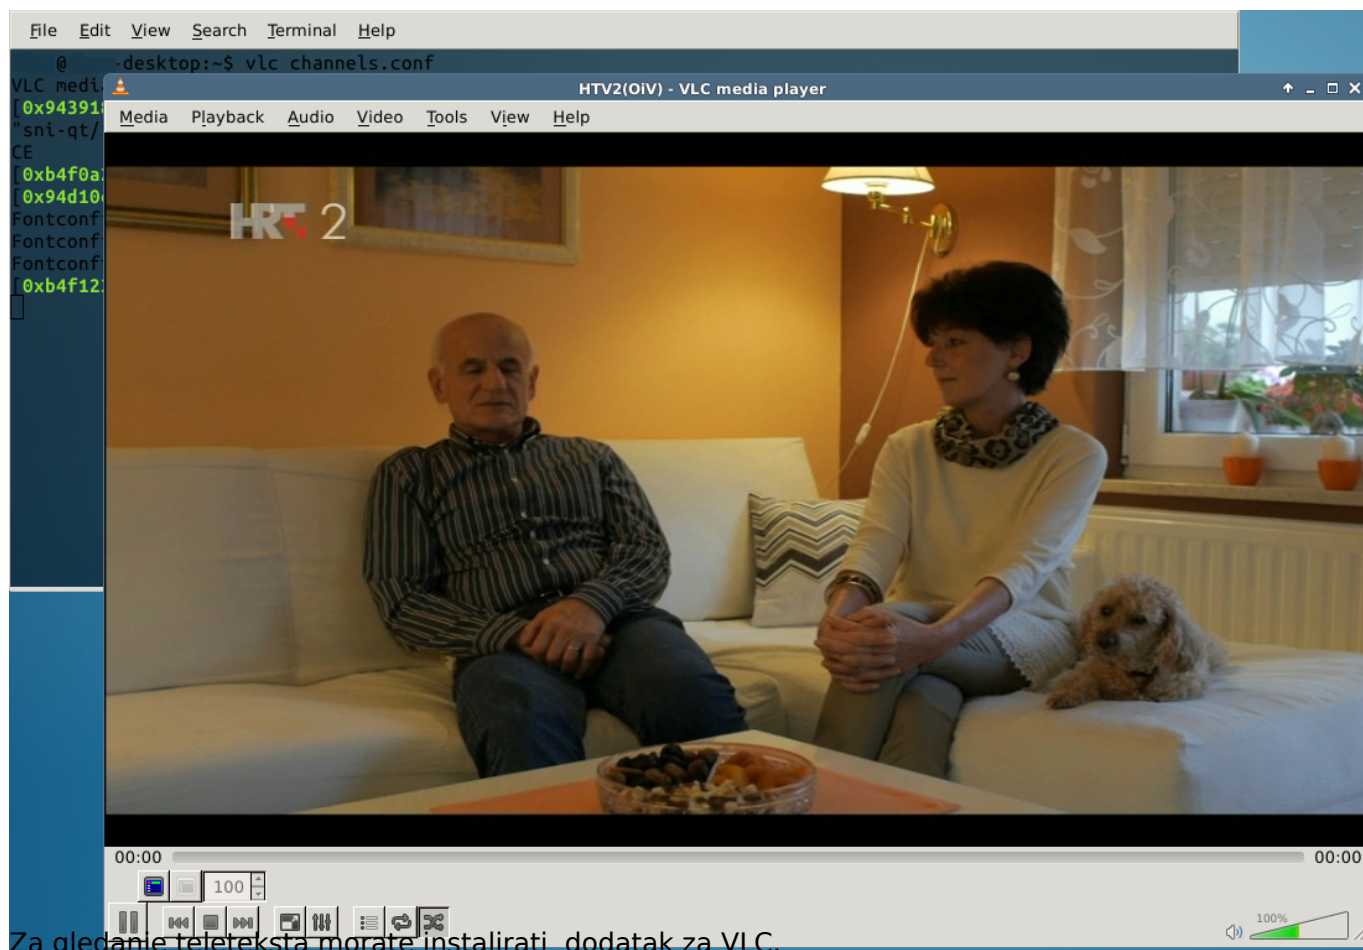 File Edit View Search Terminal Help
@ -desktop:~$ vlc channels.conf
VLC medi
HTV2(OiV) - VLC media player
[0x94391
Media Playback Audio Video Tools View Help
"sni-qt/
CE
[0xb4f0a
[0x94d10
Fontconf
Fontconf
Fontconf
[0xb4f12
HRT 2
00:00 00:00
100
100%
Za gledanje teleteksta morate instalirati dodatak za VLC.